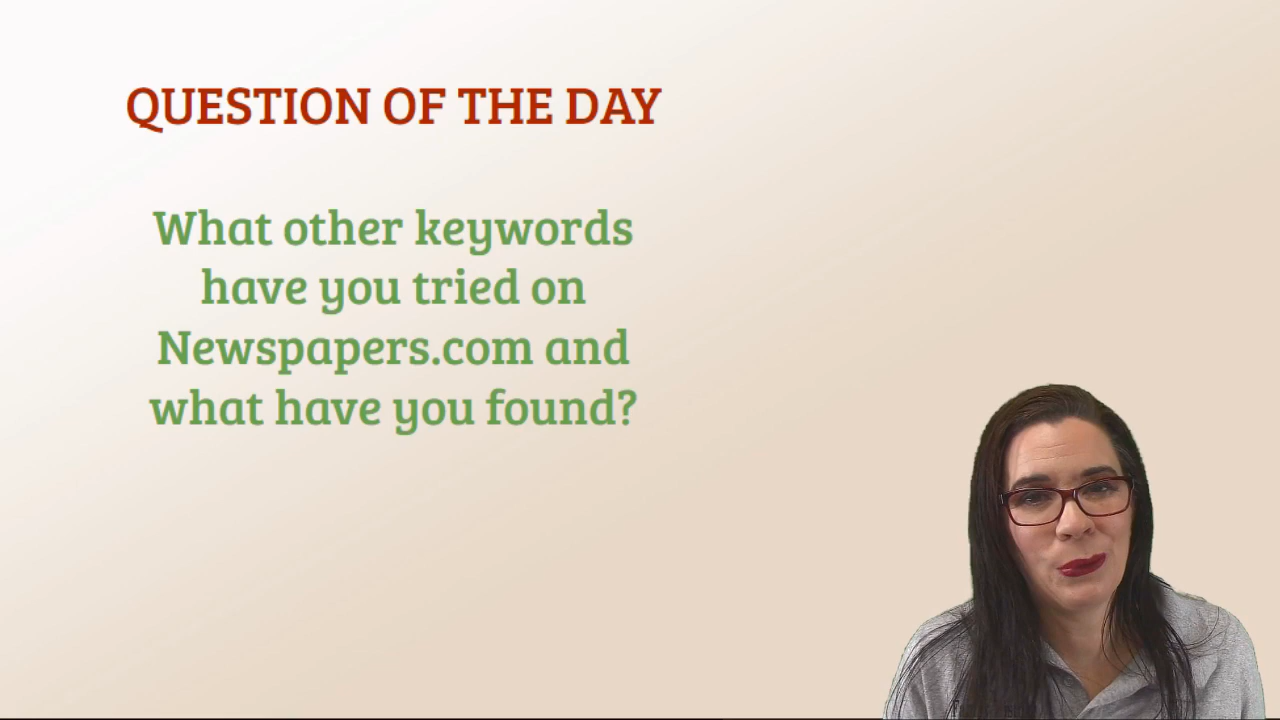 QUESTION OF THE DAY
What other keywords
have you tried on
Newspapers.com and
what have you found?